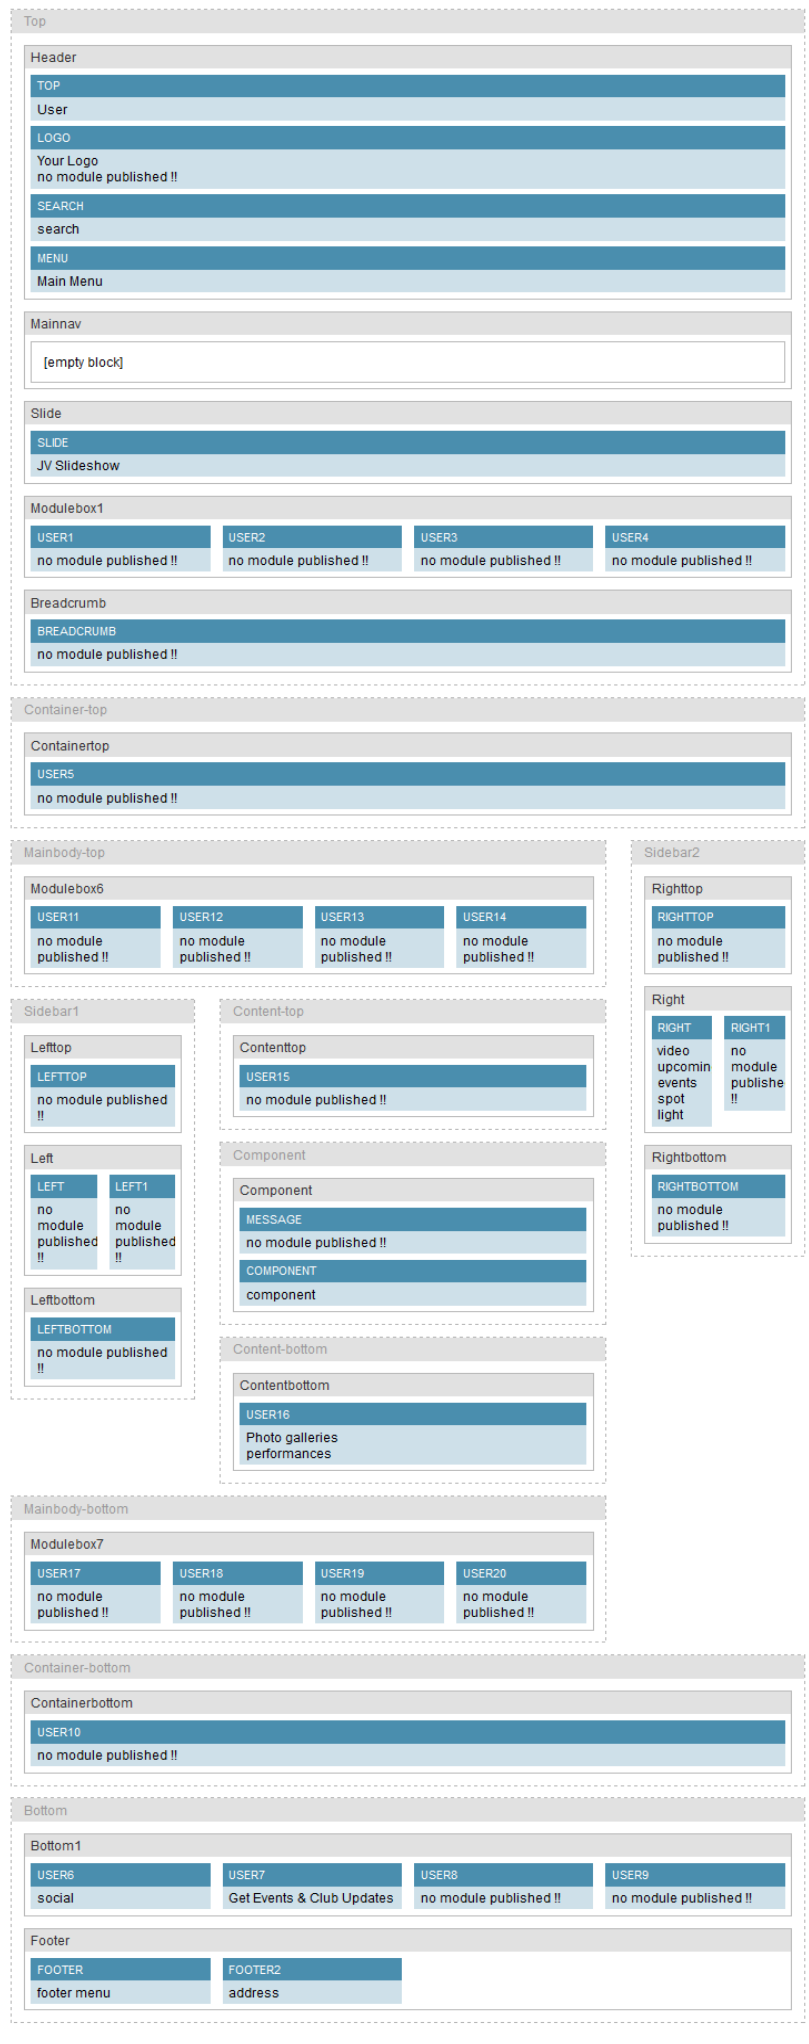 Top
Header
TOP
User
LOGO
Your Logo
no module published !!
SEARCH
search
MENU
Main Menu
Mainnav
[empty block]
Slide
SLIDE
JV Slideshow
Modulebox1
USER1
no module published !!
USER2
no module published !!
USER3
no module published !!
USER4
no module published !!
Breadcrumb
BREADCRUMB
no module published !!
Container-top
Containertop
USER5
no module published !!
Mainbody-top
Modulebox6
USER11
no module
published !!
USER12
no module
published !!
USER13
no module
published !!
USER14
no module
published !!
Sidebar1
Lefttop
LEFTTOP
no module published
!!
Left
LEFT
no
module
published
!!
LEFT1
no
module
published
!!
Leftbottom
LEFTBOTTOM
no module published
!!
Content-top
Contenttop
USER15
no module published !!
Component
Component
MESSAGE
no module published !!
COMPONENT
component
Content-bottom
Contentbottom
USER16
Photo galleries
performances
Sidebar2
Righttop
RIGHTTOP
no module
published !!
Right
RIGHT
video
upcomin
events
spot
light
RIGHT1
no
module
publishe
!!
Rightbottom
RIGHTBOTTOM
no module
published !!
Mainbody-bottom
Modulebox7
USER17
no module
published !!
USER18
no module
published !!
USER19
no module
published !!
USER20
no module
published !!
Container-bottom
Containerbottom
USER10
no module published !!
Bottom
Bottom1
USER6
social
USER7
Get Events & Club Updates
USER8
no module published !!
USER9
no module published !!
Footer
FOOTER
footer menu
FOOTER2
address